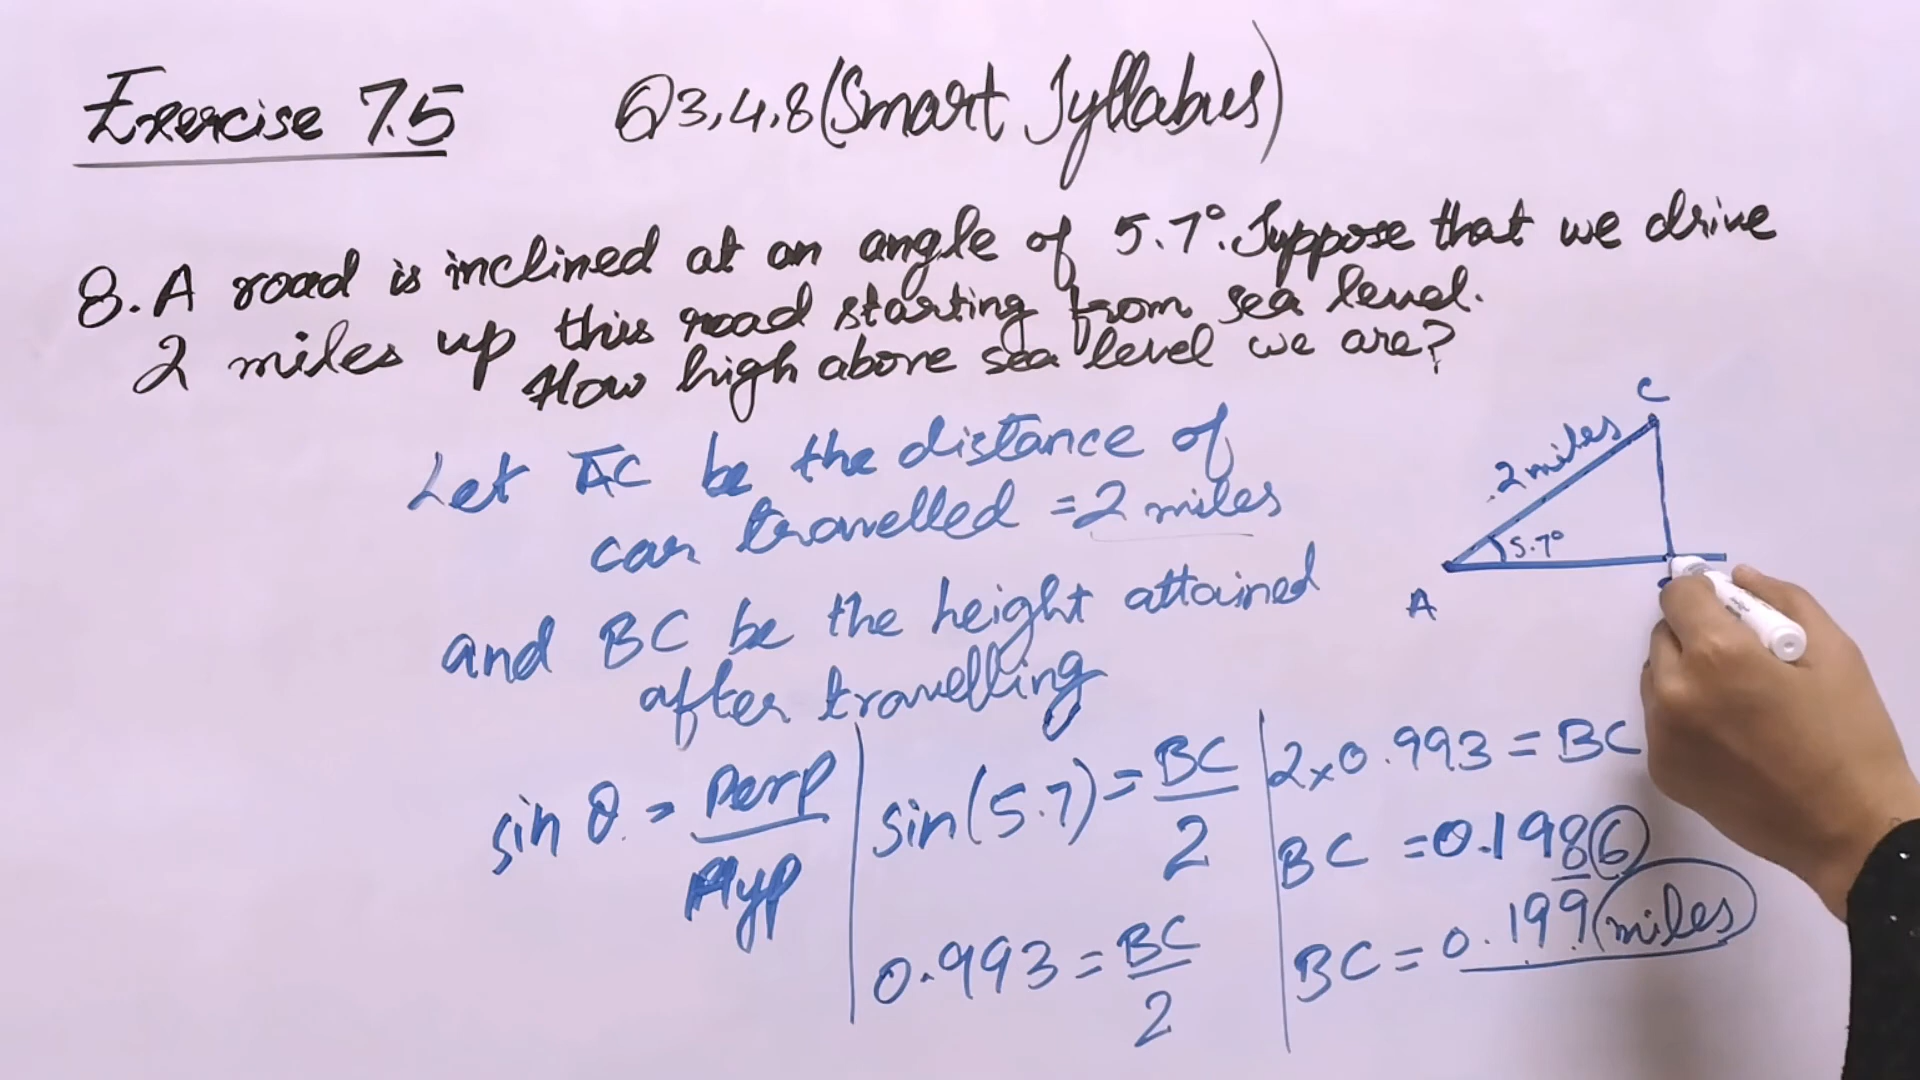 Exercise 7.5 Q3,4,8(Smart Syllabus)
8. A road is inclined at an angle of 5.7°. Suppose that we drive
2 miles up this road starting from sea level.
How high above sea level we are?
Let AC be the distance of
car travelled = 2 miles
and BC be the height attained
after travelling
C
2 miles
5.7°
A
sin θ = Perp/Hyp
sin(5.7) = BC/2
0.993 = BC/2
2x0.993 = BC
BC = 0.1986
BC = 0.199 miles